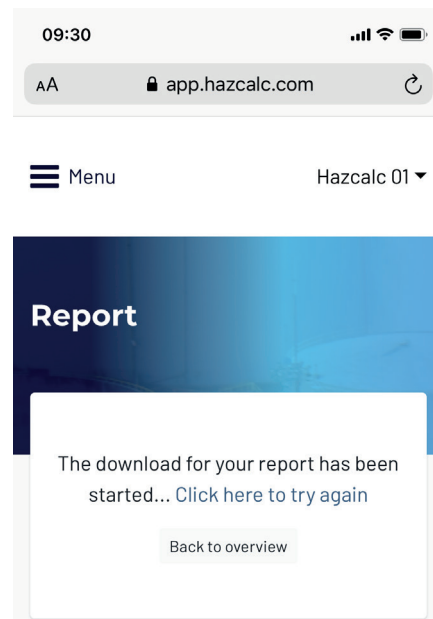 09:30
AA app.hazcalc.com
Menu Hazcalc 01
Report
The download for your report has been
started... Click here to try again
Back to overview